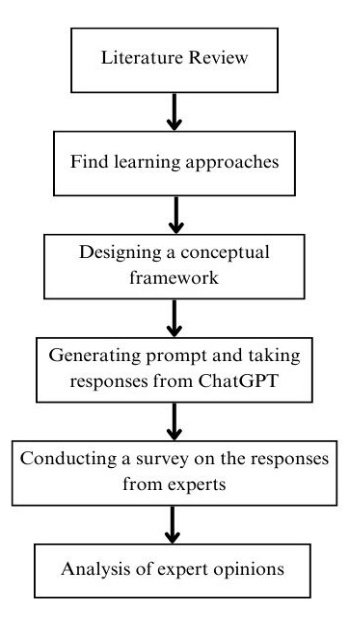 Literature Review
Find learning approaches
Designing a conceptual
framework
Generating prompt and taking
responses from ChatGPT
Conducting a survey on the responses
from experts
Analysis of expert opinions